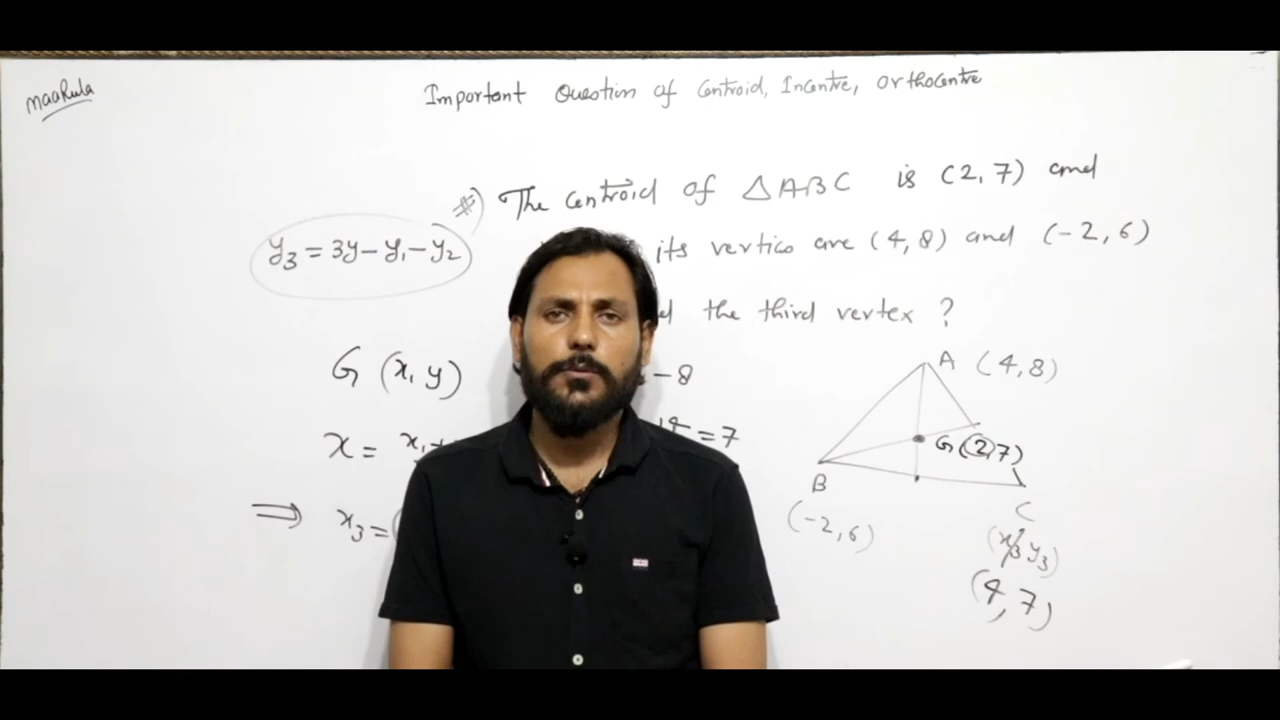 maaRula
Important Question of Centroid, Incentre, Orthocentre
#) The Centroid of △ABC is (2,7) and
its vertics are (4,8) and (-2,6)
the third vertex ?
y₃ = 3y-y₁-y₂
G (x, y)
-8
x = x₁+
=7
⇒ x₃ =
A (4,8)
G(2,7)
B
(-2,6)
C
(x₃ y₃)
(4,7)